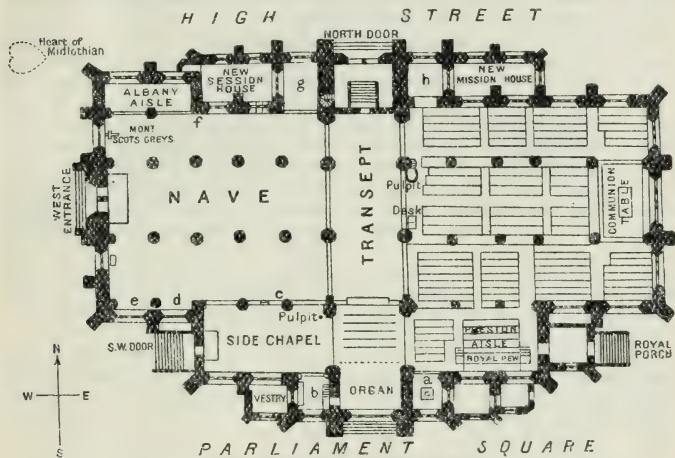 HIGH STREET
NORTH DOOR
Heart of
Midlothian
ALBANY
AISLE
NEW
SESSION
HOUSE
g
h
NEW
MISSION HOUSE
f
MONT
SCOTS GREYS
WEST
ENTRANCE
NAVE
TRANSEPT
Pulpit
Desk
COMMUNION
TABLE
e
d
c
Pulpit
S.W. DOOR
SIDE CHAPEL
PRESTON
AISLE
ROYAL PEW
ROYAL
PORCH
N
W E
S
VESTRY
b
ORGAN
a
PARLIAMENT SQUARE